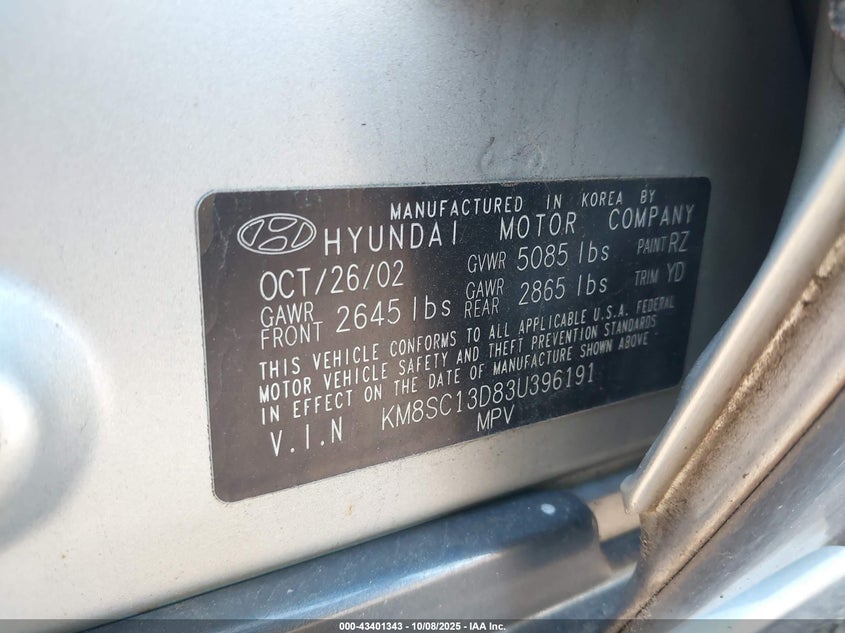 MANUFACTURED IN KOREA BY
HYUNDAI MOTOR COMPANY
OCT/26/02 GVWR 5085 lbs PAINT RZ
GAWR FRONT 2645 lbs GAWR REAR 2865 lbs TRIM YD
THIS VEHICLE CONFORMS TO ALL APPLICABLE U.S.A. FEDERAL
MOTOR VEHICLE SAFETY AND THEFT PREVENTION STANDARDS
IN EFFECT ON THE DATE OF MANUFACTURE SHOWN ABOVE
V.I.N KM8SC13D83U396191
MPV
000-43401343 - 10/08/2025 - IAA Inc.